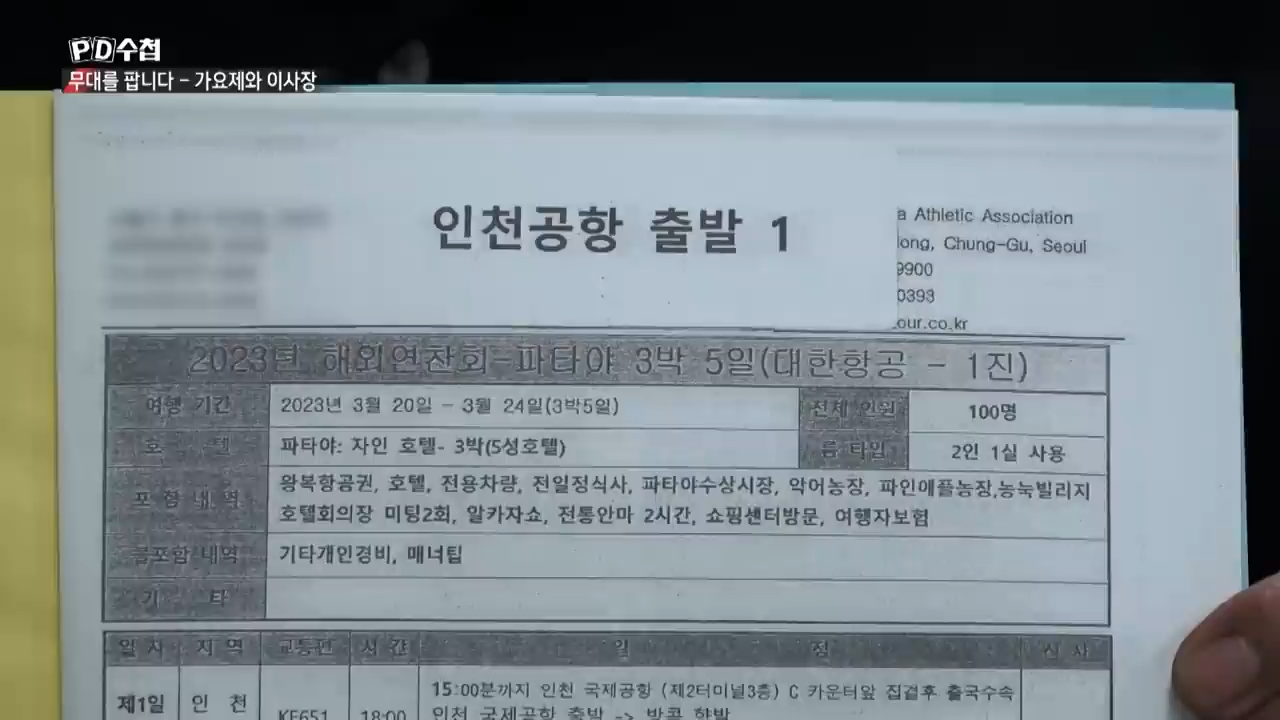 PD수첩
무대를 팝니다 - 가요제와 이사장
인천공항 출발 1
a Athletic Association
long, Chung-Gu, Seoul
9900
0393
.our.co.kr
2023년 해외연찬회-파타야 3박 5일(대한항공 - 1진)
여행 기간 2023년 3월 20일 - 3월 24일(3박5일) 전체 인원 100명
호 텔 파타야: 자인 호텔- 3박(5성호텔) 룸 타입 2인 1실 사용
포 함 내 역 왕복항공권, 호텔, 전용차량, 전일정식사, 파타야수상시장, 악어농장, 파인애플농장,농눅빌리지
호텔회의장 미팅2회, 알카자쇼, 전통안마 2시간, 쇼핑센터방문, 여행자보험
불포함 내역 기타개인경비, 매너팁
기 타
일 자 지 역 교통편 시 간 일 정 식 사
제1일 인 천 KE651 18:00 15:00분까지 인천 국제공항 (제2터미널3층) C 카운터앞 집결후 출국수속
인천 국제공항 출발 -> 방콕 향발